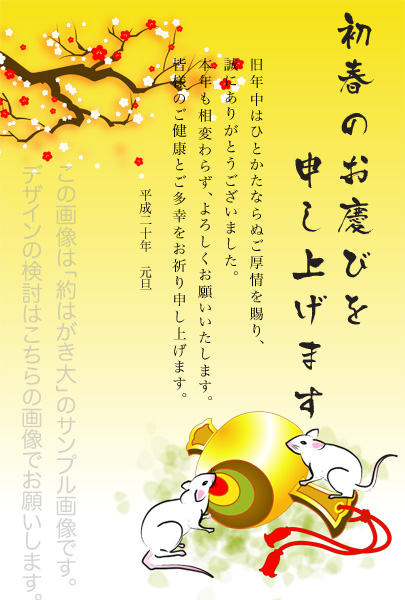 初春のお慶びを
申し上げます
旧年中はひとかたならぬご厚情を賜り、
誠にありがとうございました。
本年も相変わらず、よろしくお願いいたします。
皆様のご健康とご多幸をお祈り申し上げます。
平成二十年　元旦
この画像は「約はがき大」のサンプル画像です。
デザインの検討はこちらの画像でお願いします。